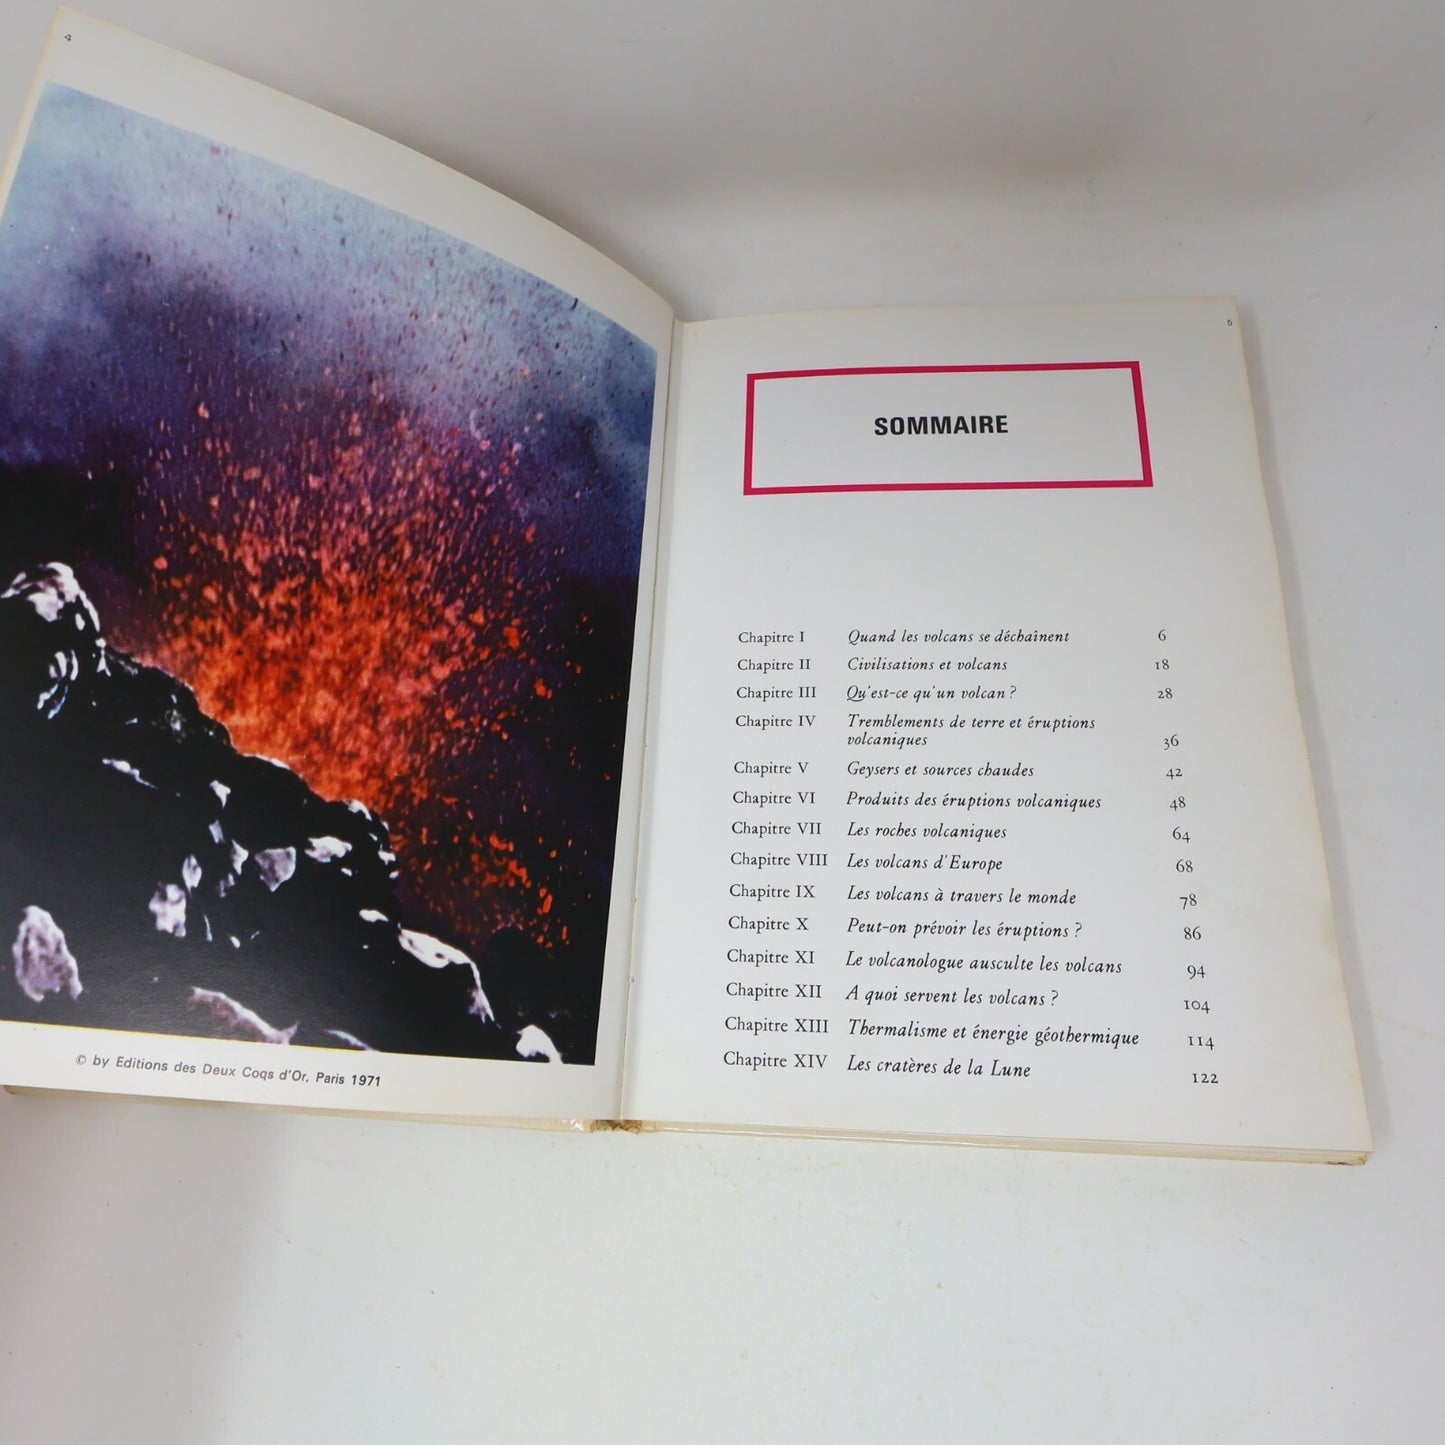 4
© by Editions des Deux Coqs d'Or, Paris 1971
5
SOMMAIRE
Chapitre I Quand les volcans se déchaînent 6
Chapitre II Civilisations et volcans 18
Chapitre III Qu'est-ce qu'un volcan ? 28
Chapitre IV Tremblements de terre et éruptions
volcaniques 36
Chapitre V Geysers et sources chaudes 42
Chapitre VI Produits des éruptions volcaniques 48
Chapitre VII Les roches volcaniques 64
Chapitre VIII Les volcans d'Europe 68
Chapitre IX Les volcans à travers le monde 78
Chapitre X Peut-on prévoir les éruptions ? 86
Chapitre XI Le volcanologue ausculte les volcans 94
Chapitre XII A quoi servent les volcans ? 104
Chapitre XIII Thermalisme et énergie géothermique 114
Chapitre XIV Les cratères de la Lune 122